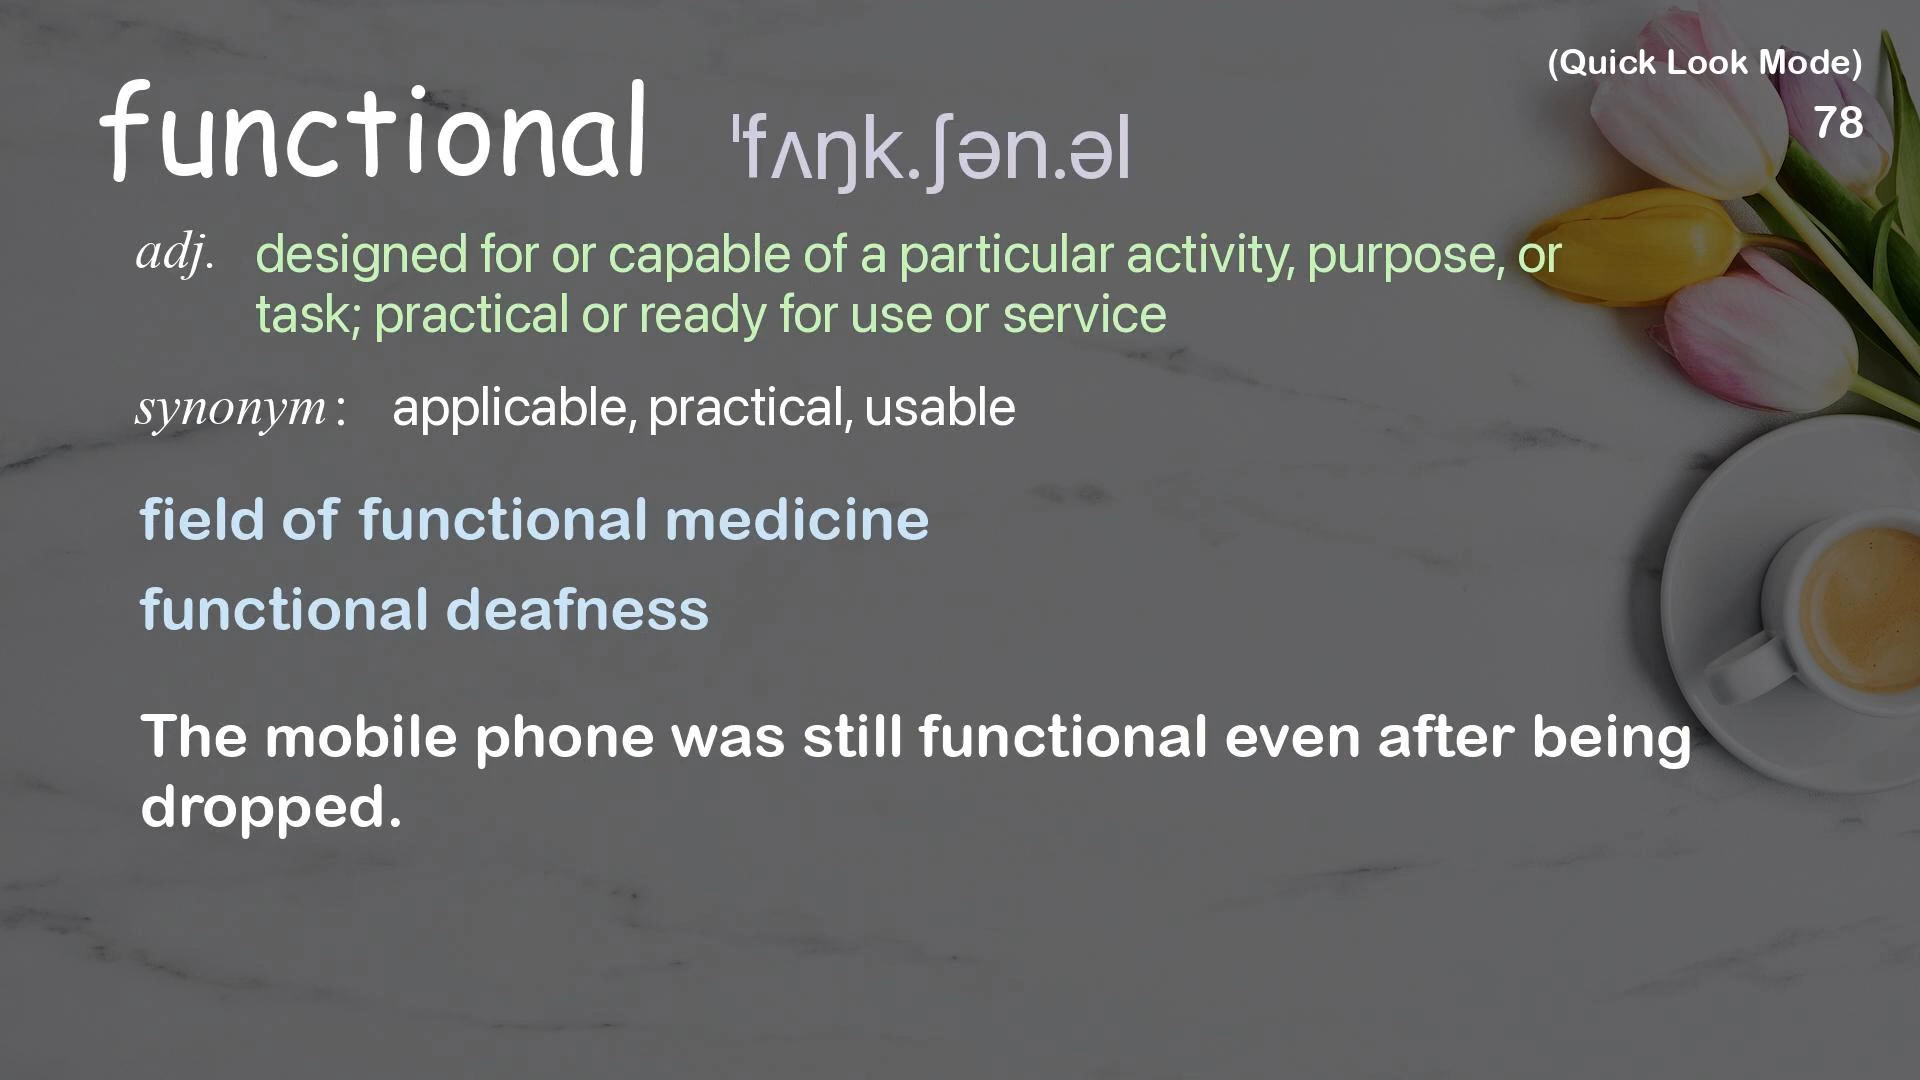 (Quick Look Mode)
78
functional ˈfʌŋk.ʃən.əl
adj. designed for or capable of a particular activity, purpose, or
task; practical or ready for use or service
synonym: applicable, practical, usable
field of functional medicine
functional deafness
The mobile phone was still functional even after being
dropped.